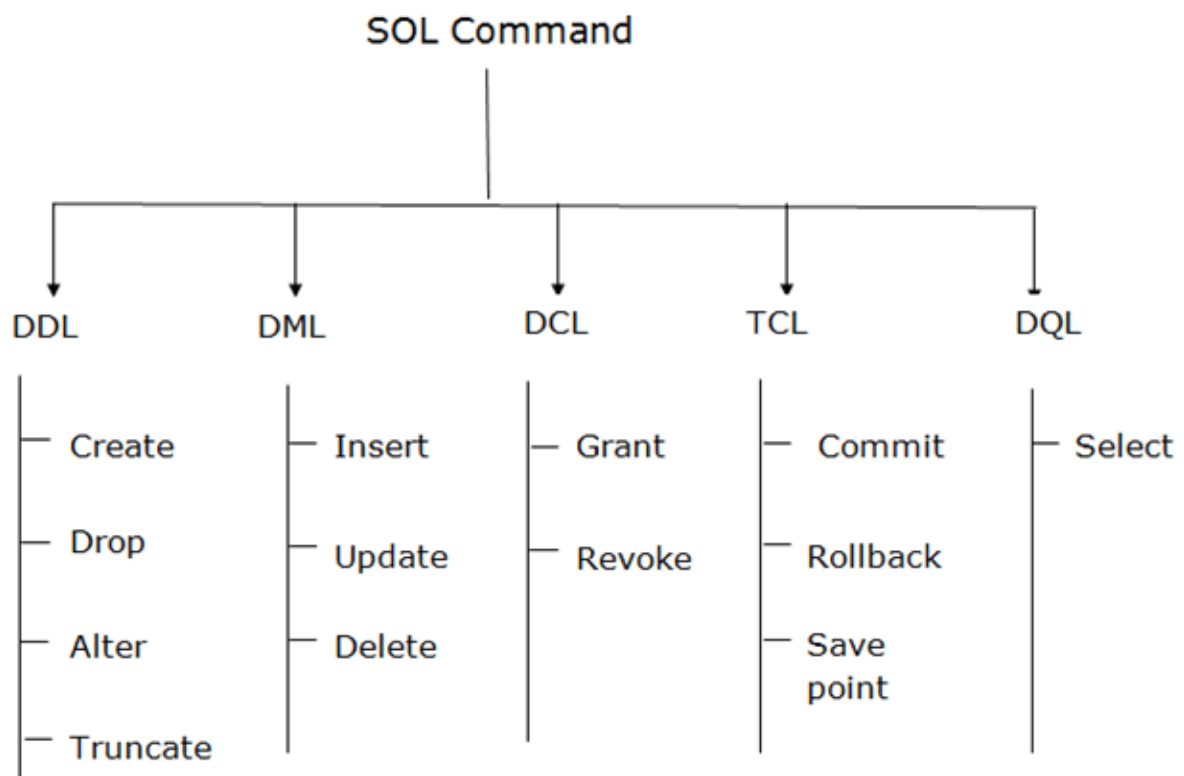 SOL Command
DDL
DML
DCL
TCL
DQL
Create
Insert
Grant
Commit
Select
Drop
Update
Revoke
Rollback
Alter
Delete
Save
point
Truncate